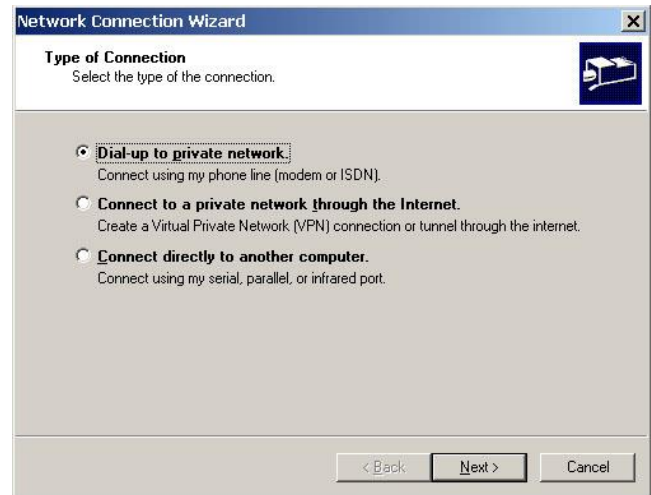 Network Connection Wizard
Type of Connection
Select the type of the connection.
Dial-up to private network.
Connect using my phone line (modem or ISDN).
Connect to a private network through the Internet.
Create a Virtual Private Network (VPN) connection or tunnel through the internet.
Connect directly to another computer.
Connect using my serial, parallel, or infrared port.
< Back Next > Cancel